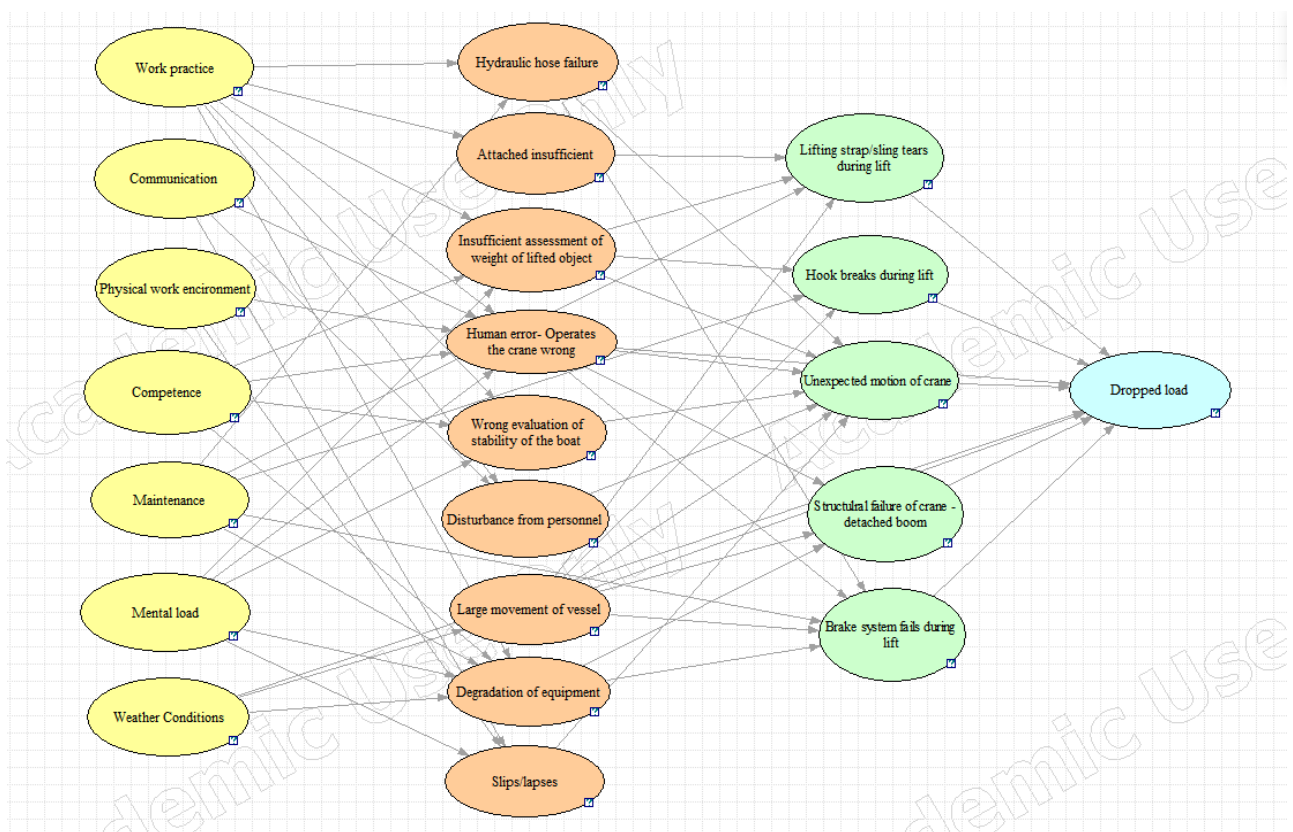 Work practice
Communication
Physical work encironment
Competence
Maintenance
Mental load
Weather Conditions
Hydraulic hose failure
Attached insufficient
Insufficient assessment of
weight of lifted object
Human error- Operates
the crane wrong
Wrong evaluation of
stability of the boat
Disturbance from personnel
Large movement of vessel
Degradation of equipment
Slips/lapses
Lifting strap/sling tears
during lift
Hook breaks during lift
Unexpected motion of crane
Structulral failure of crane -
detached boom
Brake system fails during
lift
Dropped load
Academic Use Only
Academic Use Only
Academic Use
demic Use
demic Use